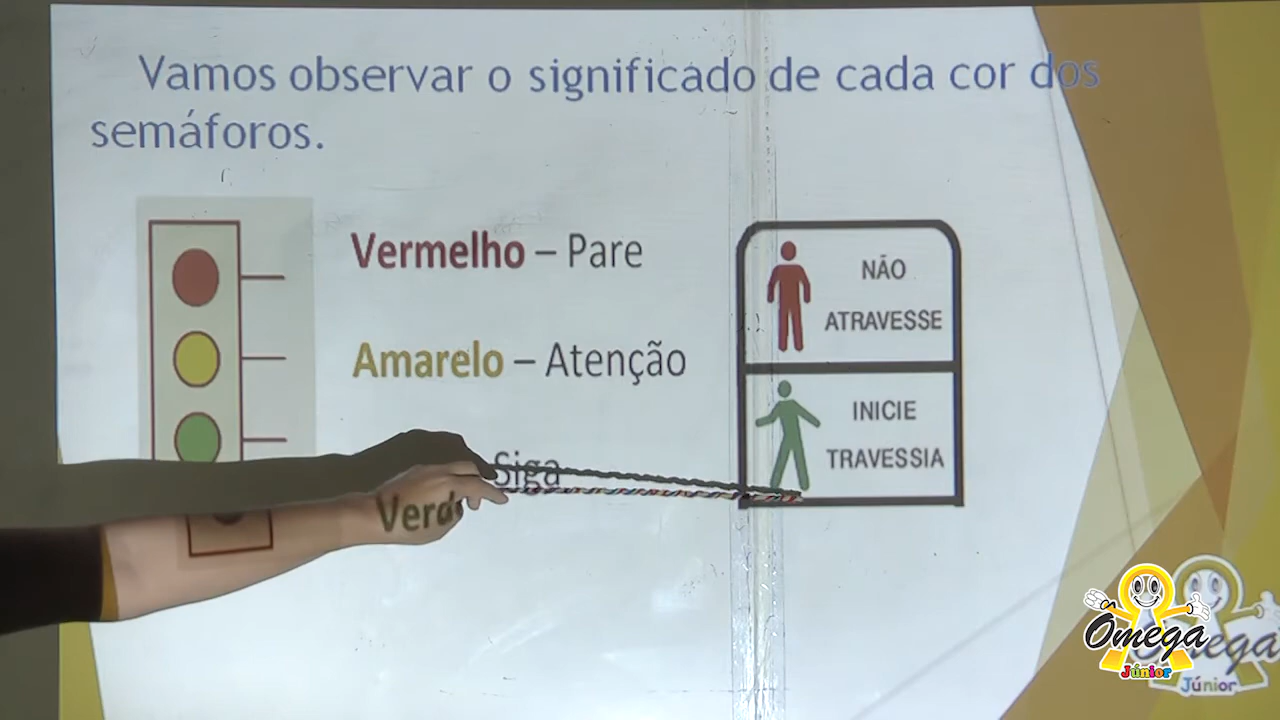 Vamos observar o significado de cada cor dos
semáforos.
Vermelho – Pare
Amarelo – Atenção
Siga
NÃO
ATRAVESSE
INICIE
TRAVESSIA
Ômega
Júnior
Júnior